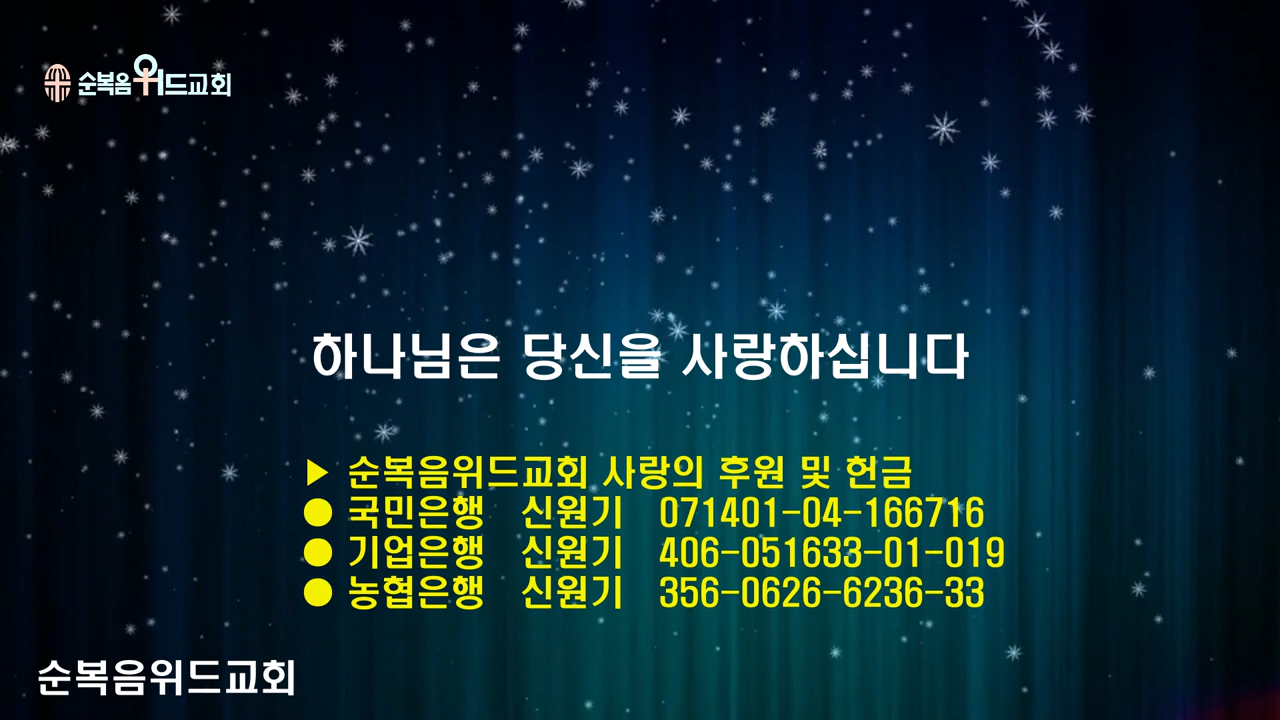 순복음위드교회
하나님은 당신을 사랑하십니다
▶ 순복음위드교회 사랑의 후원 및 헌금
● 국민은행 신원기 071401-04-166716
● 기업은행 신원기 406-051633-01-019
● 농협은행 신원기 356-0626-6236-33
순복음위드교회